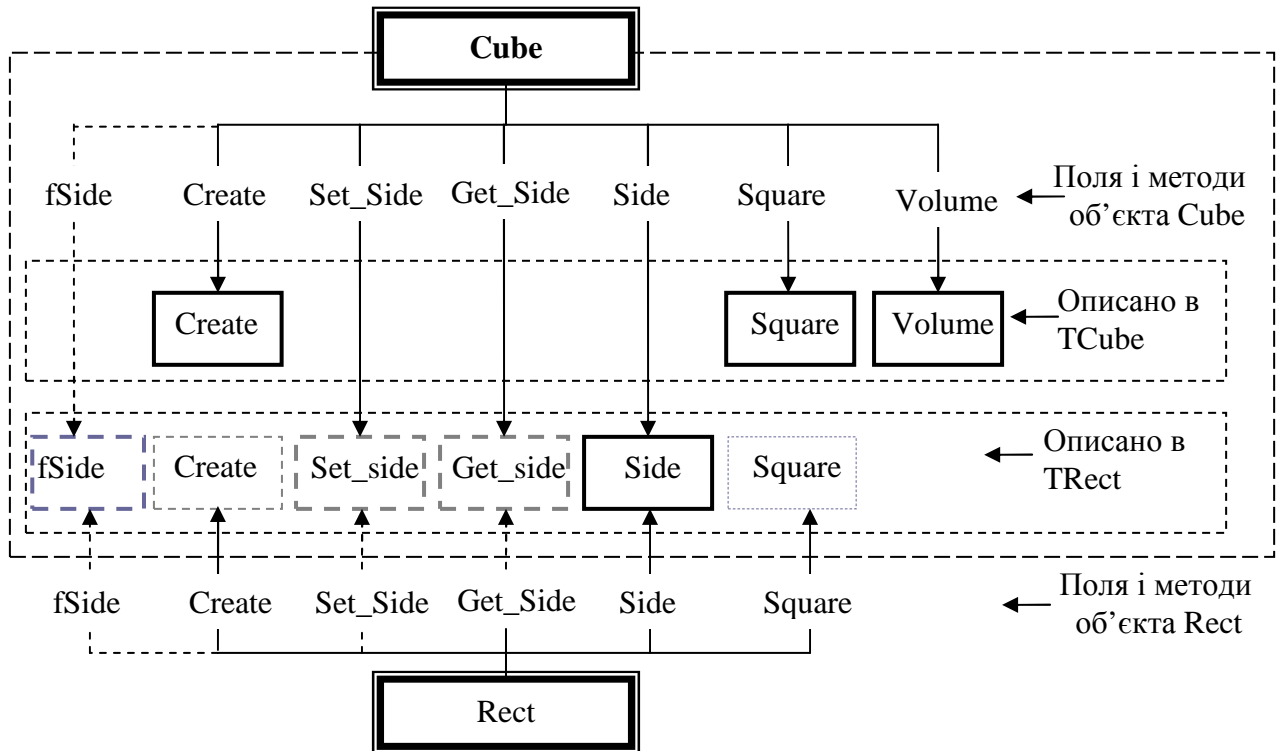 Cube
fSide Create Set_Side Get_Side Side Square Volume
Поля і методи
об’єкта Cube
Create Square Volume
Описано в
TCube
fSide Create Set_side Get_side Side Square
Описано в
TRect
fSide Create Set_Side Get_Side Side Square
Поля і методи
об’єкта Rect
Rect